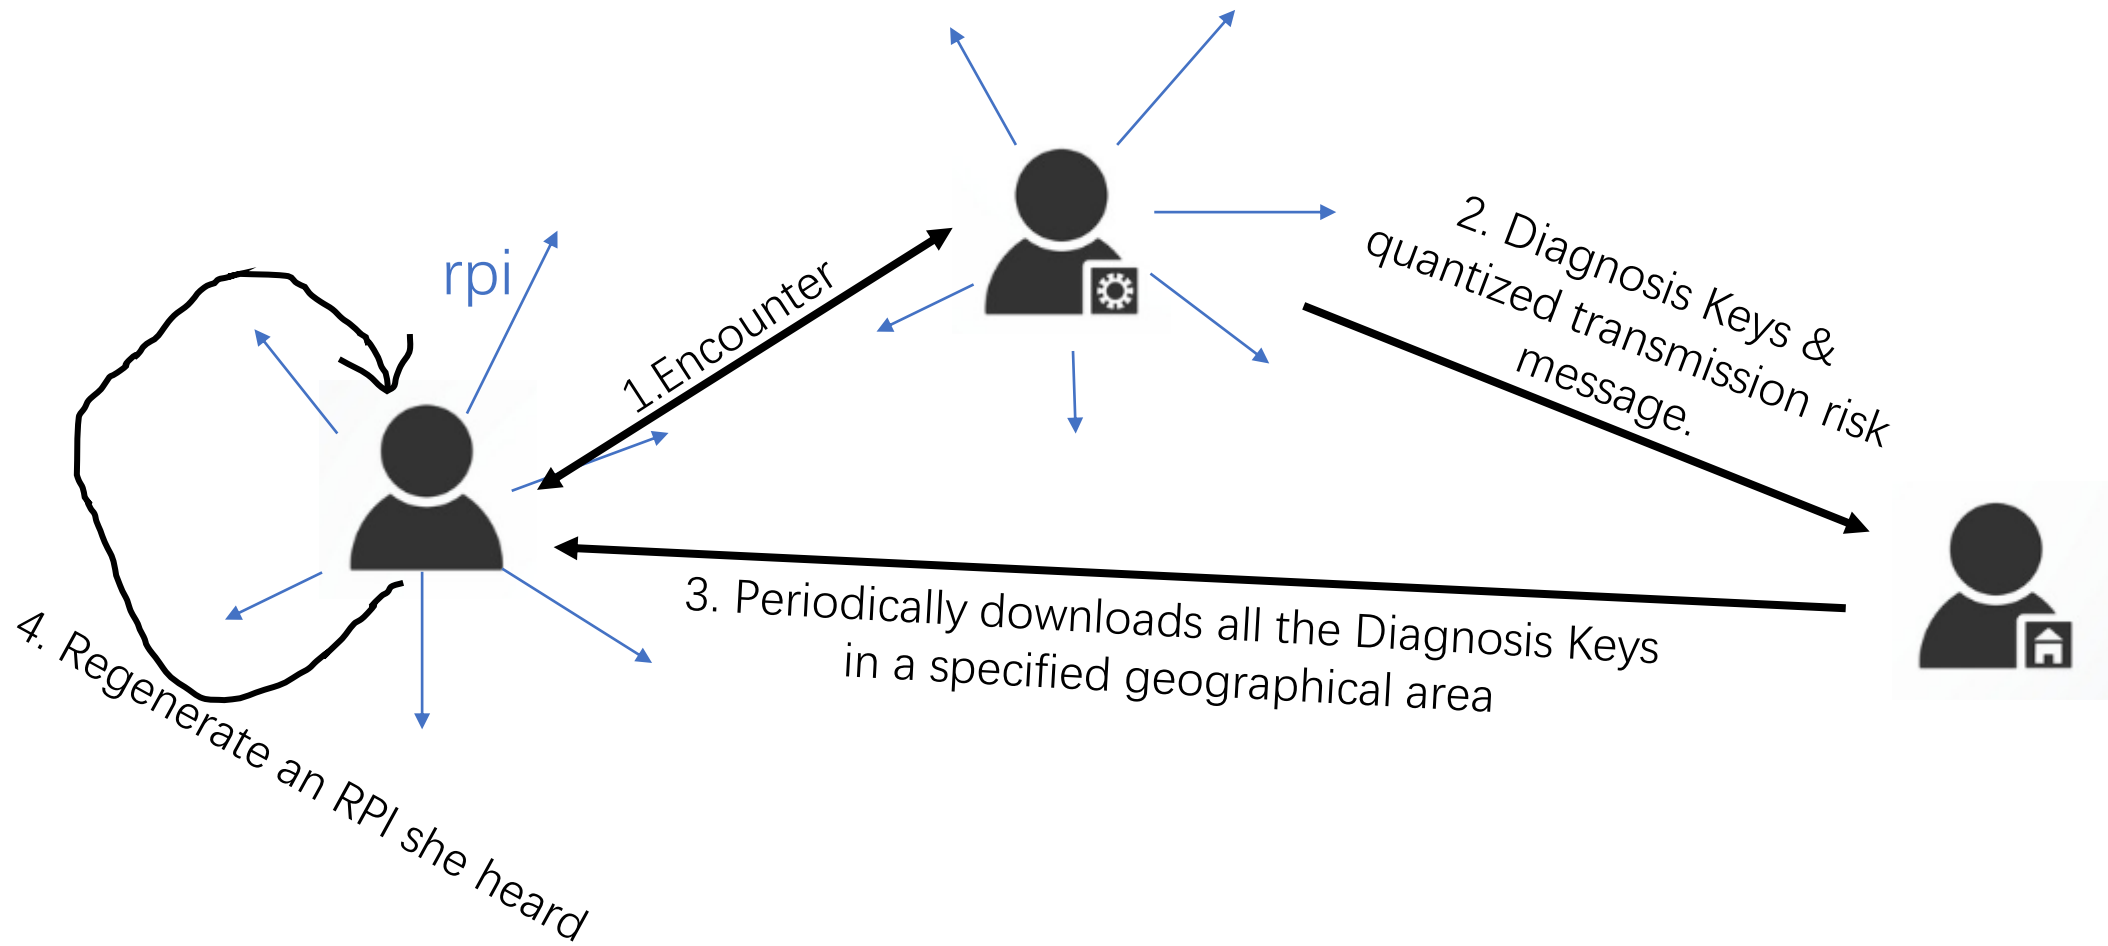 rpi
1.Encounter
2. Diagnosis Keys &
quantized transmission risk
message.
3. Periodically downloads all the Diagnosis Keys
in a specified geographical area
4. Regenerate an RPI she heard